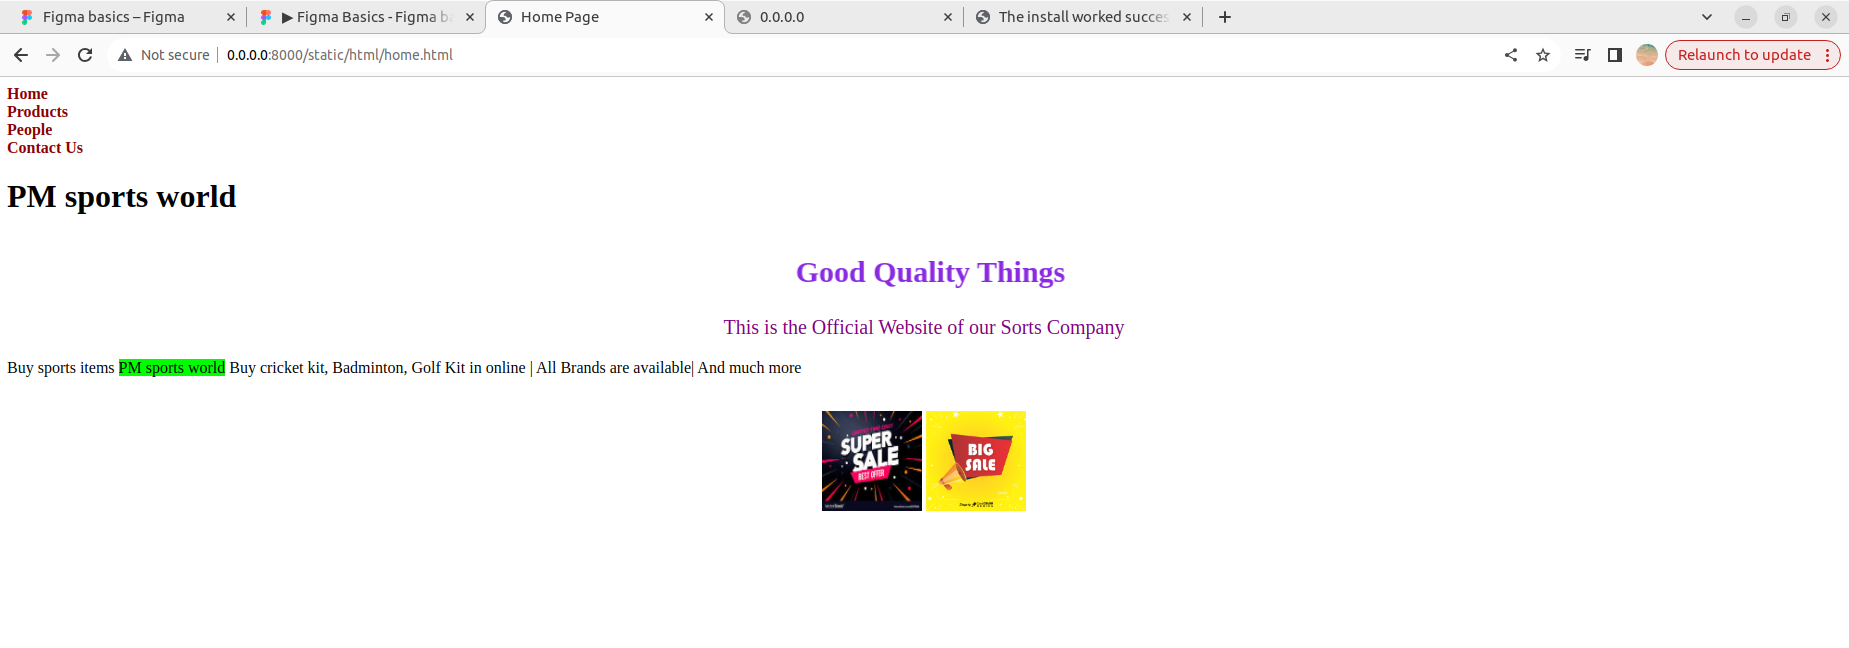 Figma basics – Figma
▶ Figma Basics - Figma ba
Home Page
0.0.0.0
The install worked succes
Not secure
0.0.0.0:8000/static/html/home.html
Relaunch to update
Home
Products
People
Contact Us
PM sports world
Good Quality Things
This is the Official Website of our Sorts Company
Buy sports items PM sports world Buy cricket kit, Badminton, Golf Kit in online | All Brands are available| And much more
SUPER
SALE
BEST OFFER
BIG
SALE